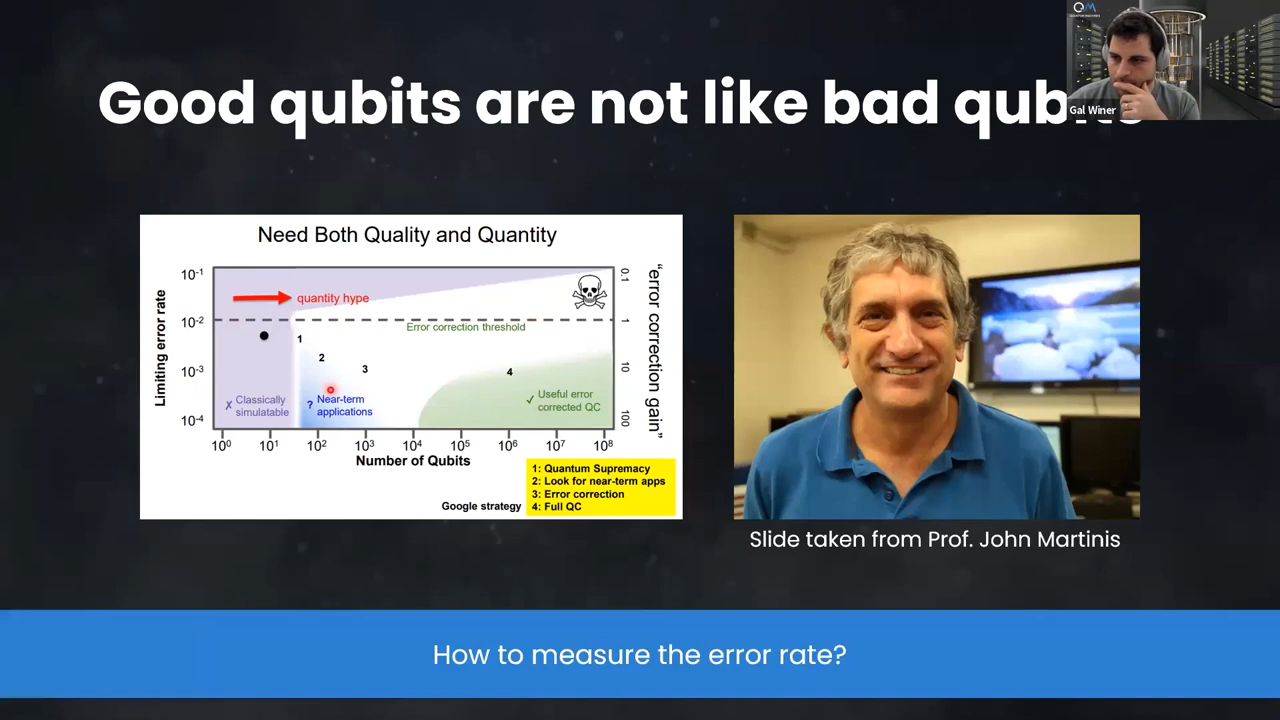 QM
Good qubits are not like bad
Gal Winer
Need Both Quality and Quantity
10-1
10-2
10-3
10-4
Limiting error rate
quantity hype
Error correction threshold
1
2
3
4
✗ Classically
simulatable
? Near-term
applications
✓ Useful error
corrected QC
0.1
1
10
100
“error correction gain”
100 101 102 103 104 105 106 107 108
Number of Qubits
Google strategy
1: Quantum Supremacy
2: Look for near-term apps
3: Error correction
4: Full QC
Slide taken from Prof. John Martinis
How to measure the error rate?